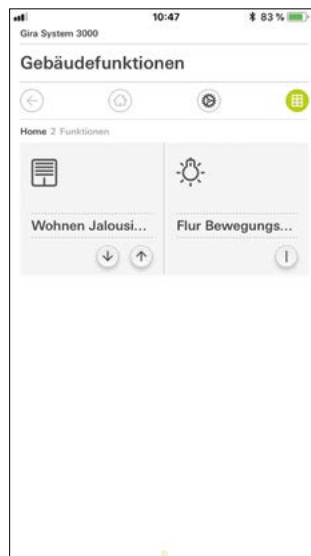 10:47
83 %
Gira System 3000
Gebäudefunktionen
Home 2 Funktionen
Wohnen Jalousi...
Flur Bewegungs...